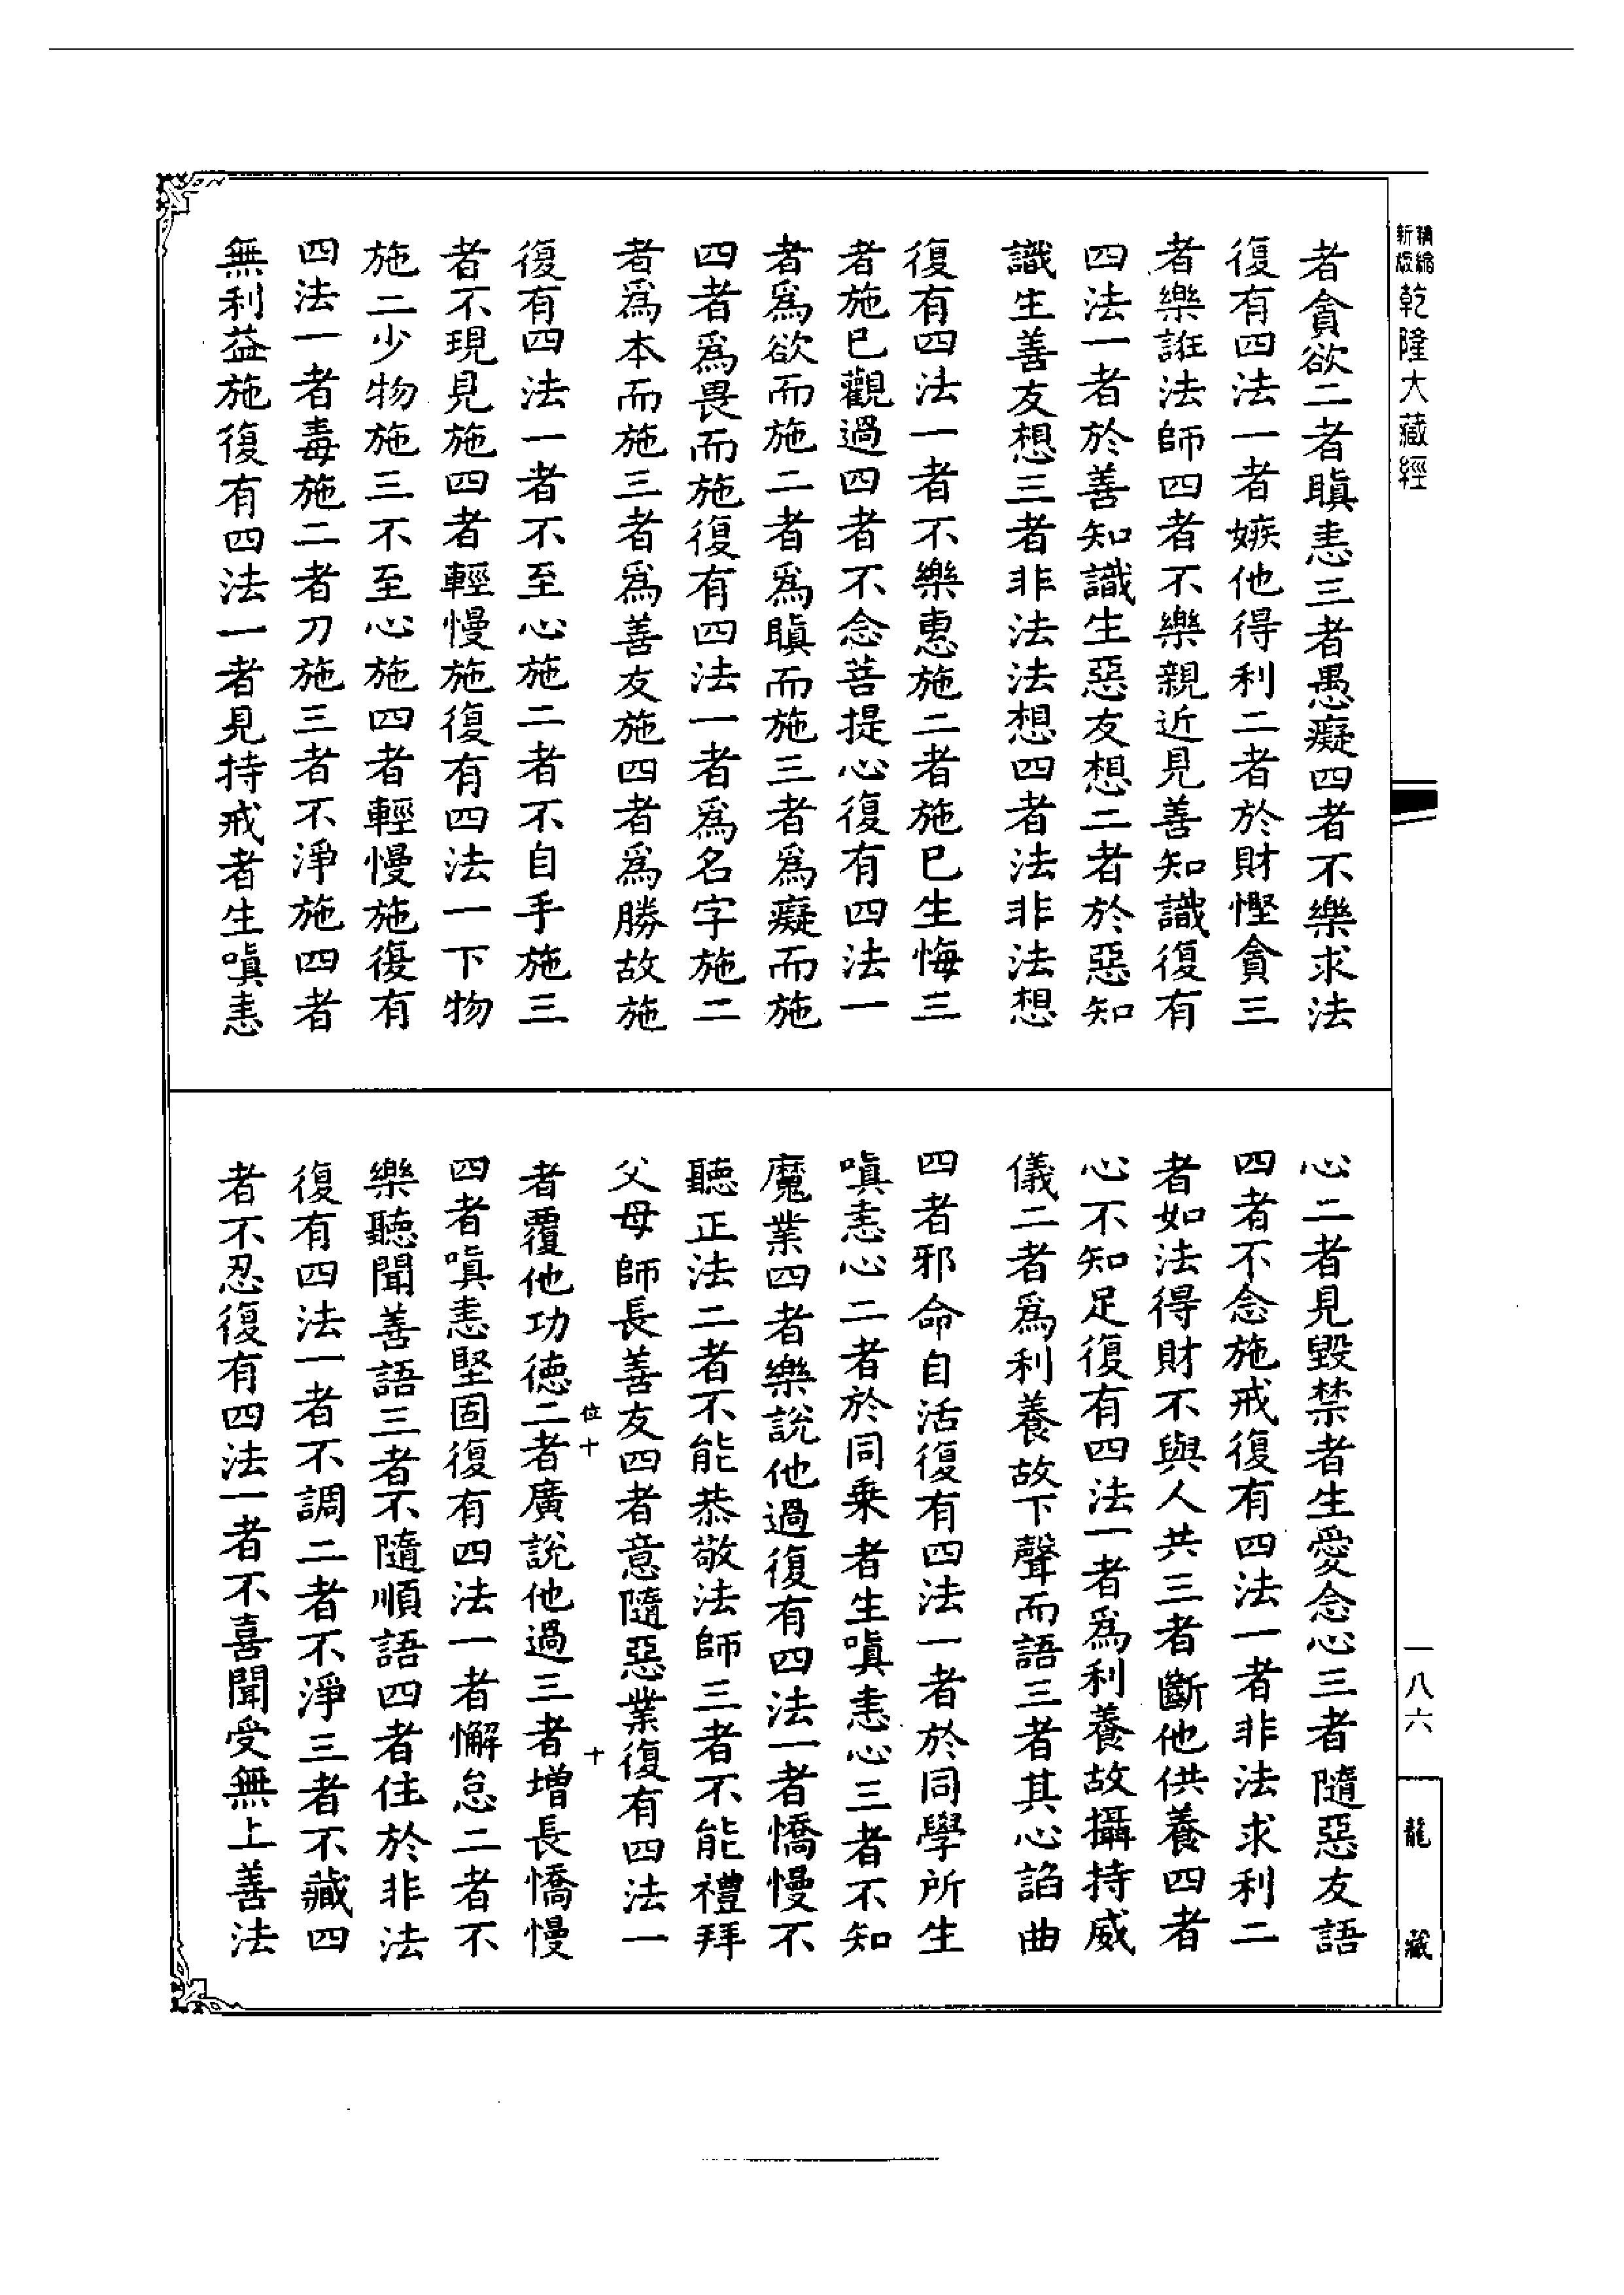 精縮
新版
乾隆大藏經
者貪欲二者瞋恚三者愚癡四者不樂求法
復有四法一者嫉他得利二者於財慳貪三
者樂誑法師四者不樂親近見善知識復有
四法一者於善知識生惡友想二者於惡知
識生善友想三者非法法想四者法非法想
復有四法一者不樂惠施二者施已生悔三
者施已觀過四者不念菩提心復有四法一
者爲欲而施二者爲瞋而施三者爲癡而施
四者爲畏而施復有四法一者爲名字施二
者爲本而施三者爲善友施四者爲勝故施
復有四法一者不至心施二者不自手施三
者不現見施四者輕慢施復有四法一下物
施二少物施三不至心施四者輕慢施復有
四法一者毒施二者刀施三者不淨施四者
無利益施復有四法一者見持戒者生嗔恚
心二者見毀禁者生愛念心三者隨惡友語
四者不念施戒復有四法一者非法求利二
者如法得財不與人共三者斷他供養四者
心不知足復有四法一者爲利養故攝持威
儀二者爲利養故下聲而語三者其心諂曲
四者邪命自活復有四法一者於同學所生
嗔恚心二者於同乗者生嗔恚心三者不知
魔業四者樂說他過復有四法一者憍慢不
聽正法二者不能恭敬法師三者不能禮拜
父母師長善友四者意隨惡業復有四法一
位十
十
者覆他功德二者廣說他過三者增長憍慢
四者嗔恚堅固復有四法一者懈怠二者不
樂聽聞善語三者不隨順語四者住於非法
復有四法一者不調二者不淨三者不藏四
者不忍復有四法一者不喜聞受無上善法
一八六
龍藏